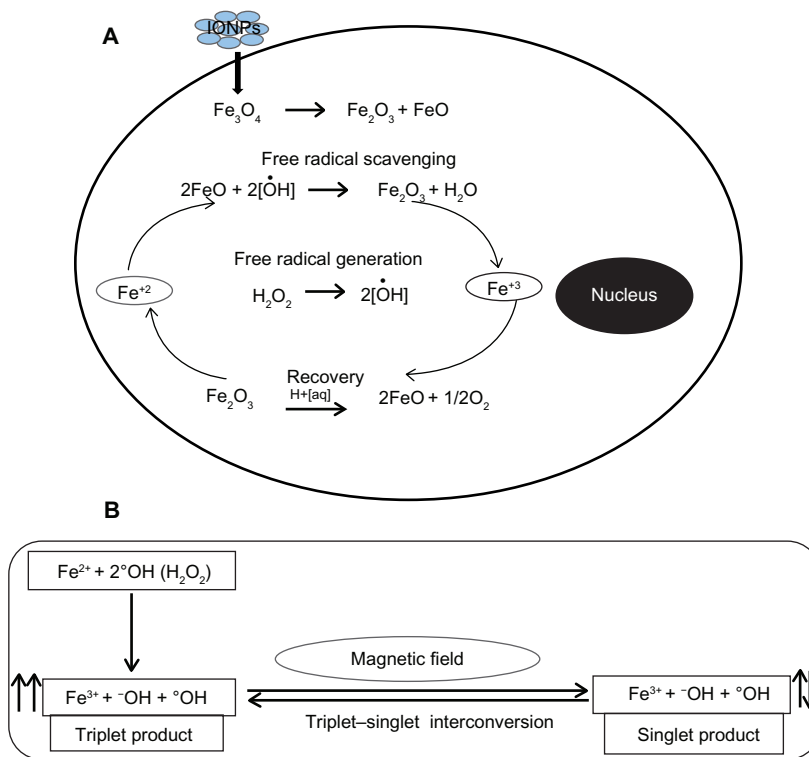 A
IONPs
Fe₃O₄ → Fe₂O₃ + FeO
Free radical scavenging
2FeO + 2[ȮH] → Fe₂O₃ + H₂O
Free radical generation
Fe⁺²
H₂O₂ → 2[ȮH]
Fe⁺³
Nucleus
Recovery
Fe₂O₃ H+[aq] → 2FeO + 1/2O₂
B
Fe²⁺ + 2°OH (H₂O₂)
Magnetic field
Fe³⁺ + ⁻OH + °OH
Fe³⁺ + ⁻OH + °OH
Triplet–singlet interconversion
Triplet product
Singlet product